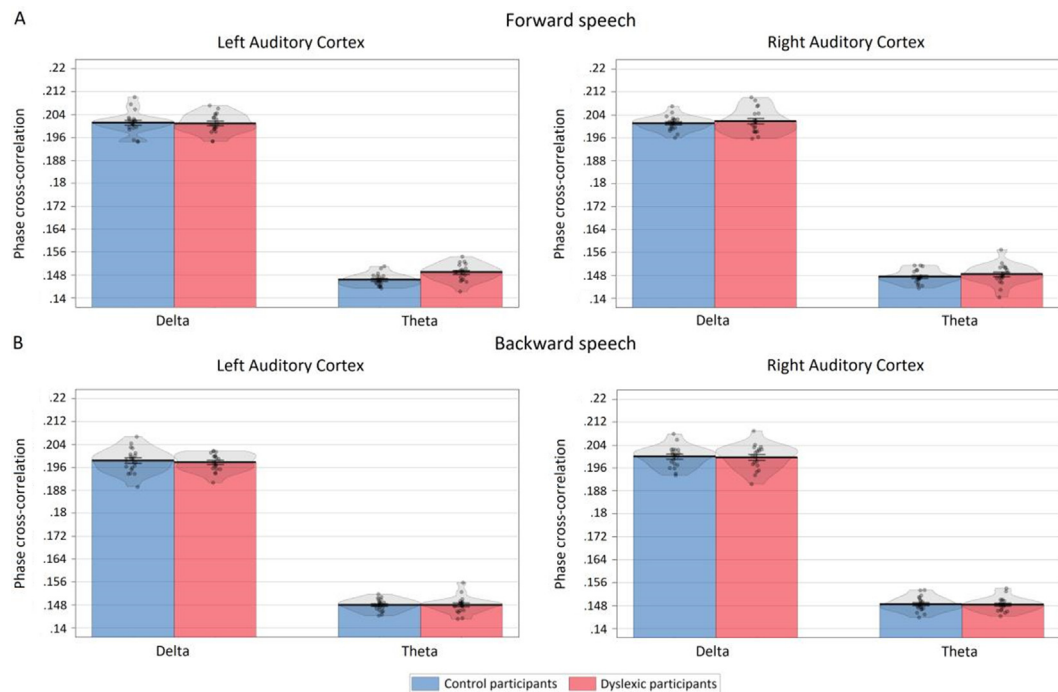 A
Forward speech
Left Auditory Cortex
Phase cross-correlation
.22
.212
.204
.196
.188
.18
.172
.164
.156
.148
.14
Delta
Theta
Right Auditory Cortex
Phase cross-correlation
.22
.212
.204
.196
.188
.18
.172
.164
.156
.148
.14
Delta
Theta
B
Backward speech
Left Auditory Cortex
Phase cross-correlation
.22
.212
.204
.196
.188
.18
.172
.164
.156
.148
.14
Delta
Theta
Right Auditory Cortex
Phase cross-correlation
.22
.212
.204
.196
.188
.18
.172
.164
.156
.148
.14
Delta
Theta
Control participants
Dyslexic participants